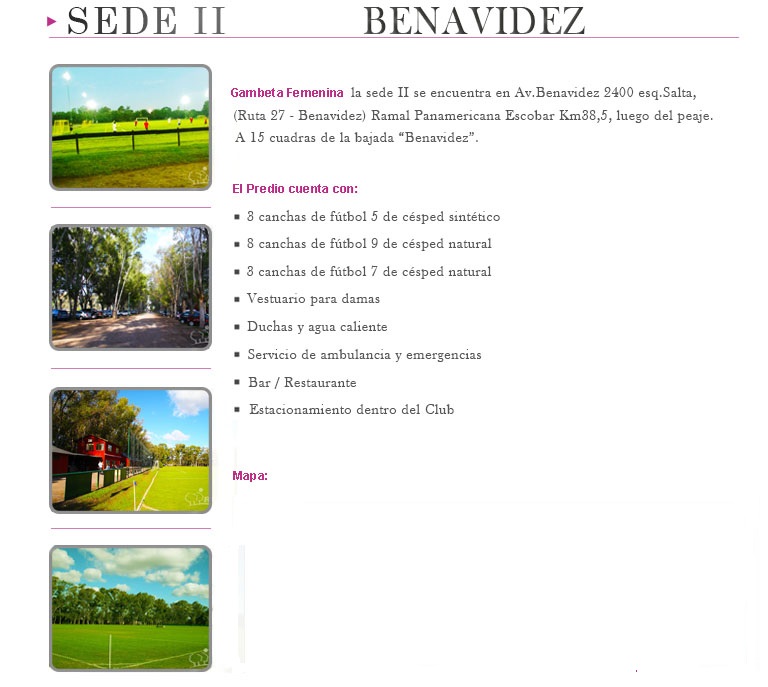 SEDE II BENAVIDEZ
Gambeta Femenina la sede II se encuentra en Av.Benavidez 2400 esq.Salta,
(Ruta 27 - Benavidez) Ramal Panamericana Escobar Km38,5, luego del peaje.
A 15 cuadras de la bajada “Benavidez”.
El Predio cuenta con:
3 canchas de fútbol 5 de césped sintético
8 canchas de fútbol 9 de césped natural
3 canchas de fútbol 7 de césped natural
Vestuario para damas
Duchas y agua caliente
Servicio de ambulancia y emergencias
Bar / Restaurante
Estacionamiento dentro del Club
Mapa: